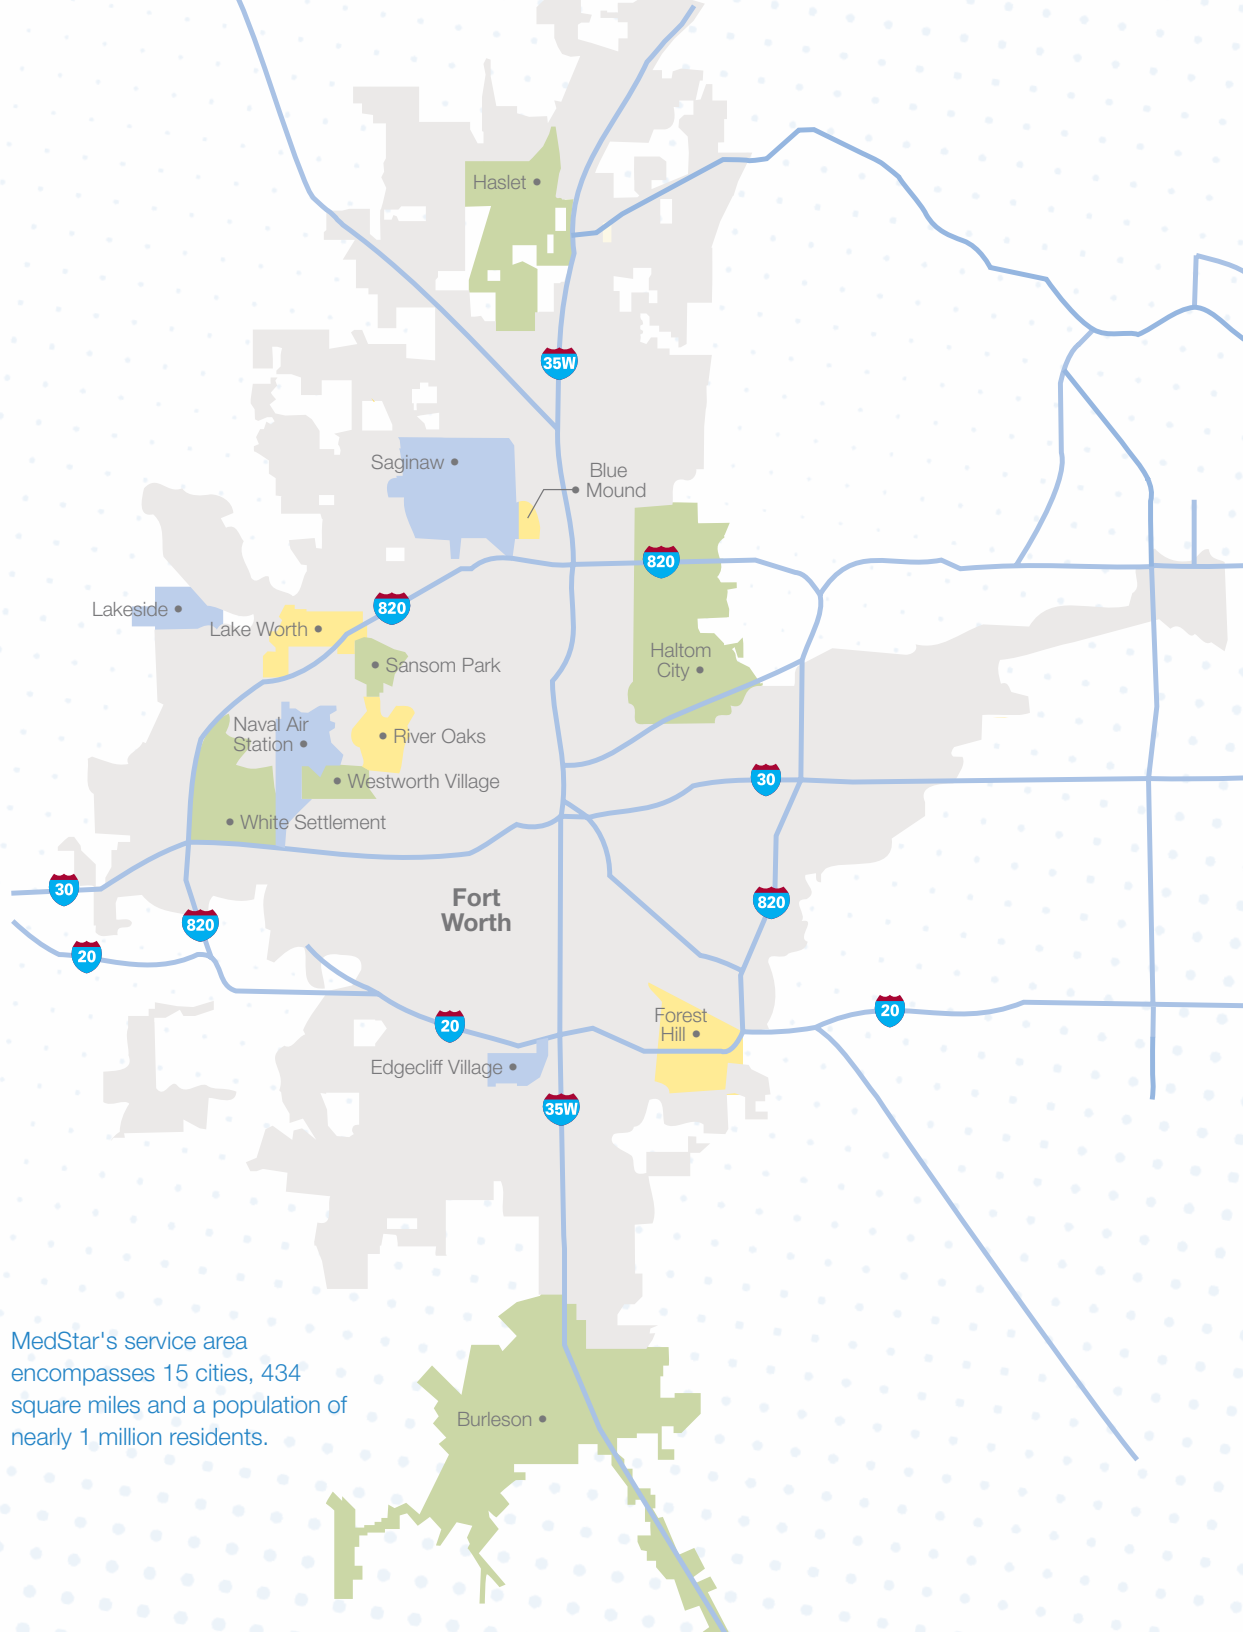 Haslet
35W
Saginaw
Blue
Mound
820
820
Lakeside
Lake Worth
Haltom
City
Sansom Park
Naval Air
Station
River Oaks
Westworth Village
30
White Settlement
30
Fort
Worth
820
820
20
20
Forest
Hill
20
Edgecliff Village
35W
MedStar's service area
encompasses 15 cities, 434
square miles and a population of
nearly 1 million residents.
Burleson